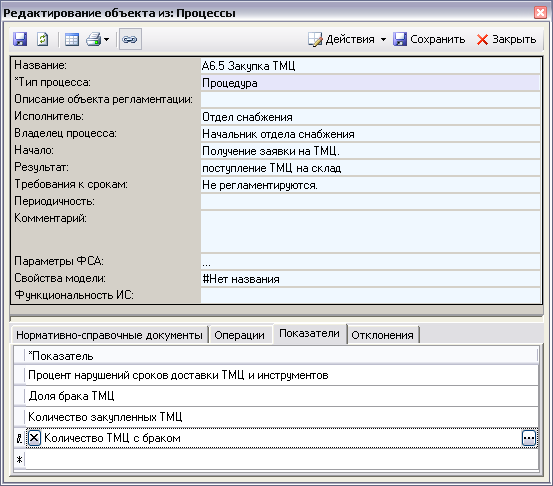 Редактирование объекта из: Процессы
Действия Сохранить Закрыть
Название: А6.5 Закупка ТМЦ
*Тип процесса: Процедура
Описание объекта регламентации:
Исполнитель: Отдел снабжения
Владелец процесса: Начальник отдела снабжения
Начало: Получение заявки на ТМЦ.
Результат: поступление ТМЦ на склад
Требования к срокам: Не регламентируются.
Периодичность:
Комментарий:
Параметры ФСА: ...
Свойства модели: #Нет названия
Функциональность ИС:
Нормативно-справочные документы Операции Показатели Отклонения
*Показатель
Процент нарушений сроков доставки ТМЦ и инструментов
Доля брака ТМЦ
Количество закупленных ТМЦ
Количество ТМЦ с браком ...
*